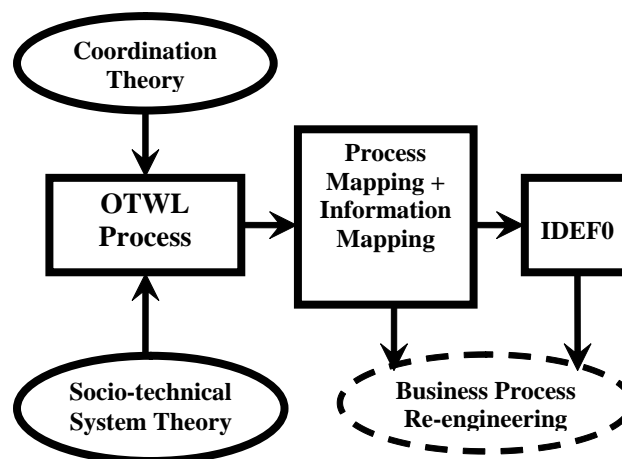 Coordination
Theory
OTWL
Process
Process
Mapping +
Information
Mapping
IDEF0
Socio-technical
System Theory
Business Process
Re-engineering